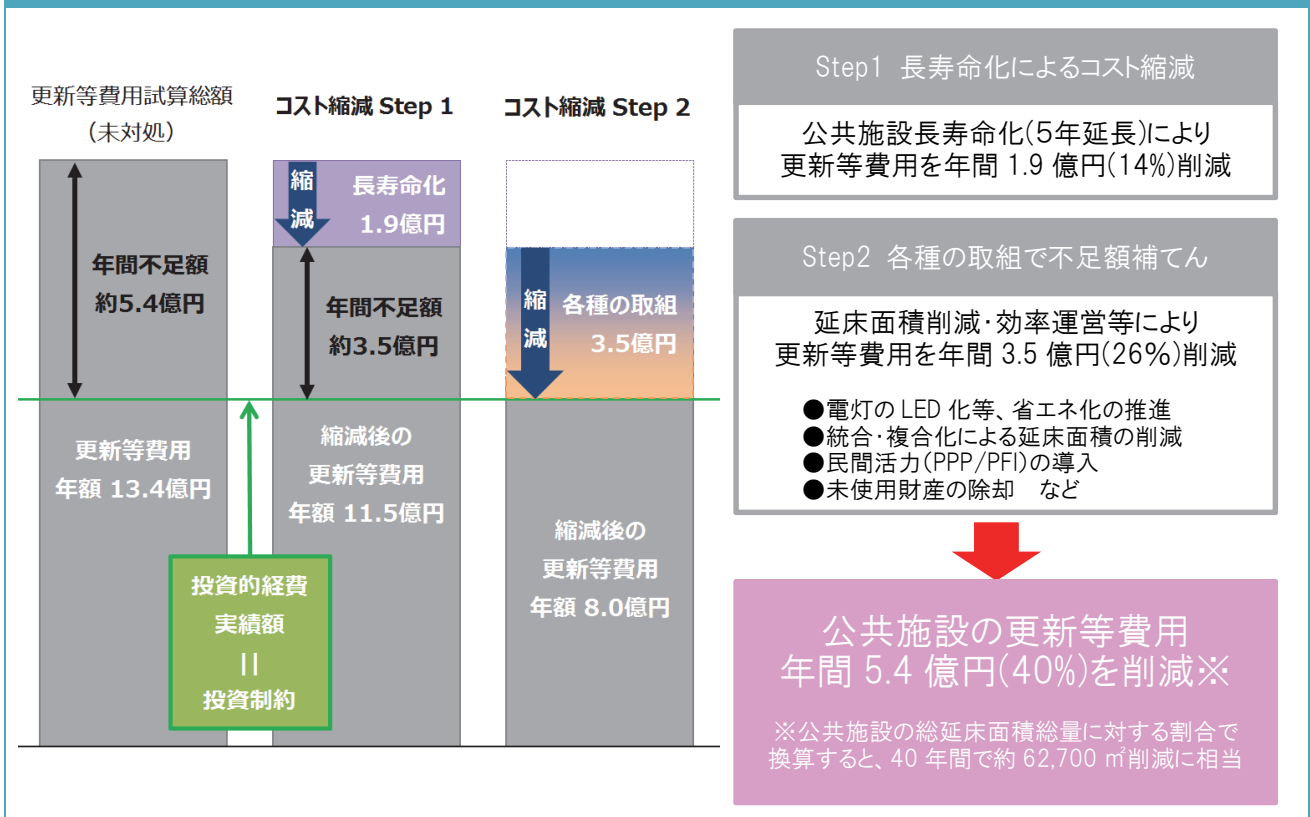 更新等費用試算総額
（未対処）
年間不足額
約5.4億円
更新等費用
年額 13.4億円
コスト縮減 Step 1
縮減
長寿命化
1.9億円
年間不足額
約3.5億円
縮減後の
更新等費用
年額 11.5億円
コスト縮減 Step 2
縮減
各種の取組
3.5億円
縮減後の
更新等費用
年額 8.0億円
投資的経費
実績額
||
投資制約
Step1 長寿命化によるコスト縮減
公共施設長寿命化(5年延長)により
更新等費用を年間 1.9 億円(14%)削減
Step2 各種の取組で不足額補てん
延床面積削減・効率運営等により
更新等費用を年間 3.5 億円(26%)削減
●電灯の LED 化等、省エネ化の推進
●統合・複合化による延床面積の削減
●民間活力(PPP/PFI)の導入
●未使用財産の除却　など
公共施設の更新等費用
年間 5.4 億円(40%)を削減※
※公共施設の総延床面積総量に対する割合で
換算すると、40 年間で約 62,700 ㎡削減に相当